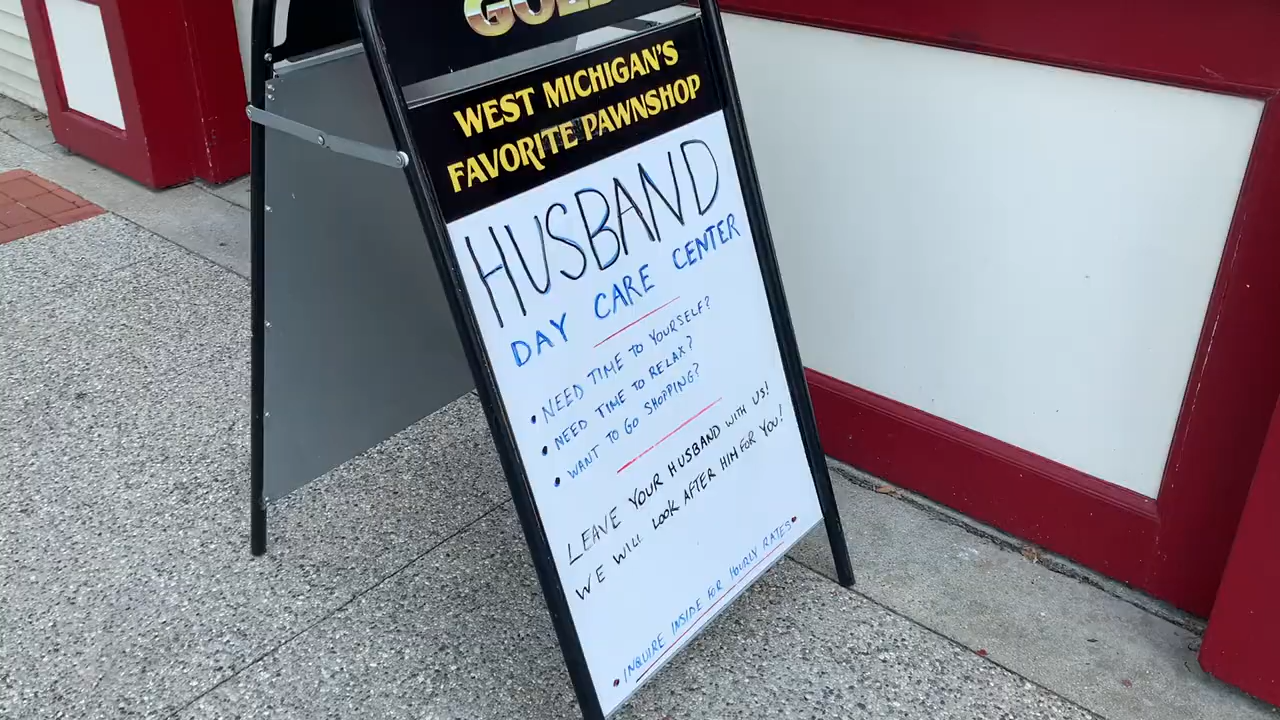 GOLD
WEST MICHIGAN'S
FAVORITE PAWNSHOP
HUSBAND
DAY CARE CENTER
• NEED TIME TO YOURSELF?
• NEED TIME TO RELAX?
• WANT TO GO SHOPPING?
LEAVE YOUR HUSBAND WITH US!
WE WILL LOOK AFTER HIM FOR YOU!
• INQUIRE INSIDE FOR HOURLY RATES •